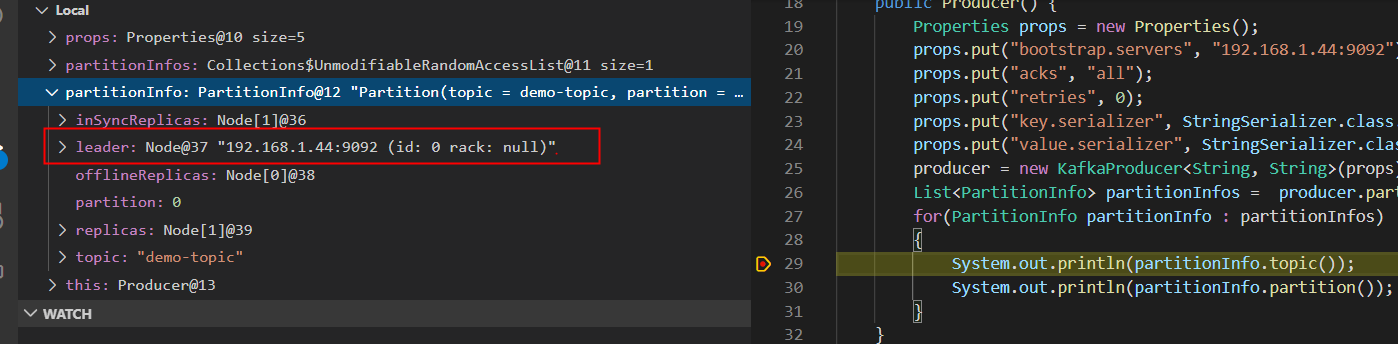 Local
props: Properties@10 size=5
partitionInfos: Collections$UnmodifiableRandomAccessList@11 size=1
partitionInfo: PartitionInfo@12 "Partition(topic = demo-topic, partition = …
inSyncReplicas: Node[1]@36
leader: Node@37 "192.168.1.44:9092 (id: 0 rack: null)"
offlineReplicas: Node[0]@38
partition: 0
replicas: Node[1]@39
topic: "demo-topic"
this: Producer@13
WATCH
18 public Producer() {
19 Properties props = new Properties();
20 props.put("bootstrap.servers", "192.168.1.44:9092")
21 props.put("acks", "all");
22 props.put("retries", 0);
23 props.put("key.serializer", StringSerializer.class
24 props.put("value.serializer", StringSerializer.clas
25 producer = new KafkaProducer<String, String>(props)
26 List<PartitionInfo> partitionInfos = producer.part
27 for(PartitionInfo partitionInfo : partitionInfos)
28 {
29 System.out.println(partitionInfo.topic());
30 System.out.println(partitionInfo.partition());
31 }
32 }